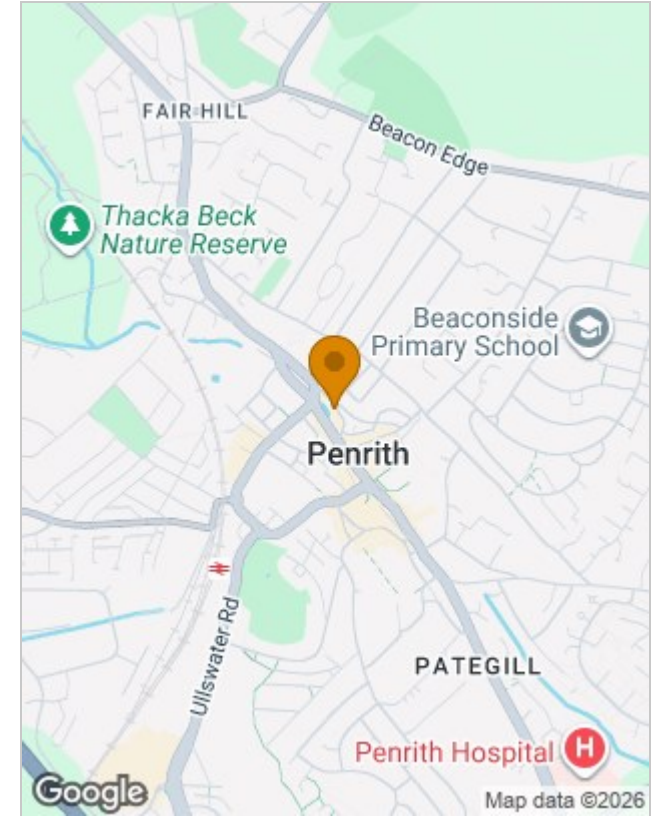 FAIR HILL
Beacon Edge
Thacka Beck
Nature Reserve
Beaconside
Primary School
Penrith
Ullswater Rd
PATEGILL
Penrith Hospital
H
Google
Map data ©2026